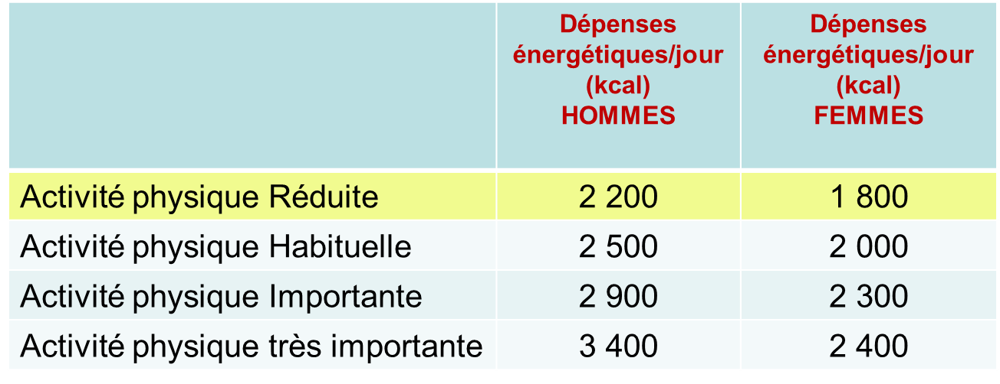 Dépenses
énergétiques/jour
(kcal)
HOMMES
Dépenses
énergétiques/jour
(kcal)
FEMMES
Activité physique Réduite 2 200 1 800
Activité physique Habituelle 2 500 2 000
Activité physique Importante 2 900 2 300
Activité physique très importante 3 400 2 400